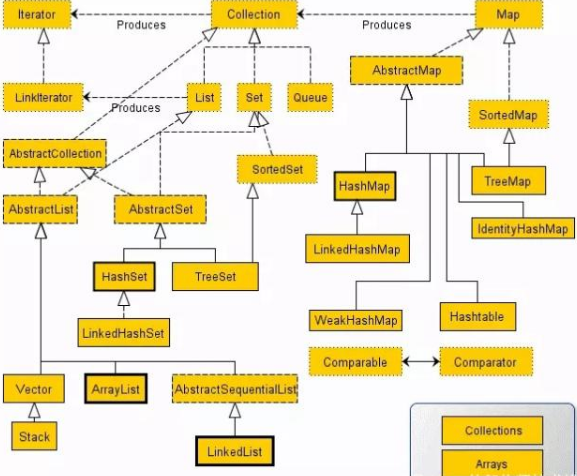 Iterator
Collection
Map
Produces
Produces
AbstractMap
LinkIterator
List
Set
Queue
Produces
SortedMap
AbstractCollection
SortedSet
HashMap
TreeMap
AbstractList
AbstractSet
IdentityHashMap
LinkedHashMap
HashSet
TreeSet
WeakHashMap
Hashtable
LinkedHashSet
Comparable
Comparator
Vector
ArrayList
AbstractSequentialList
Stack
LinkedList
Collections
Arrays